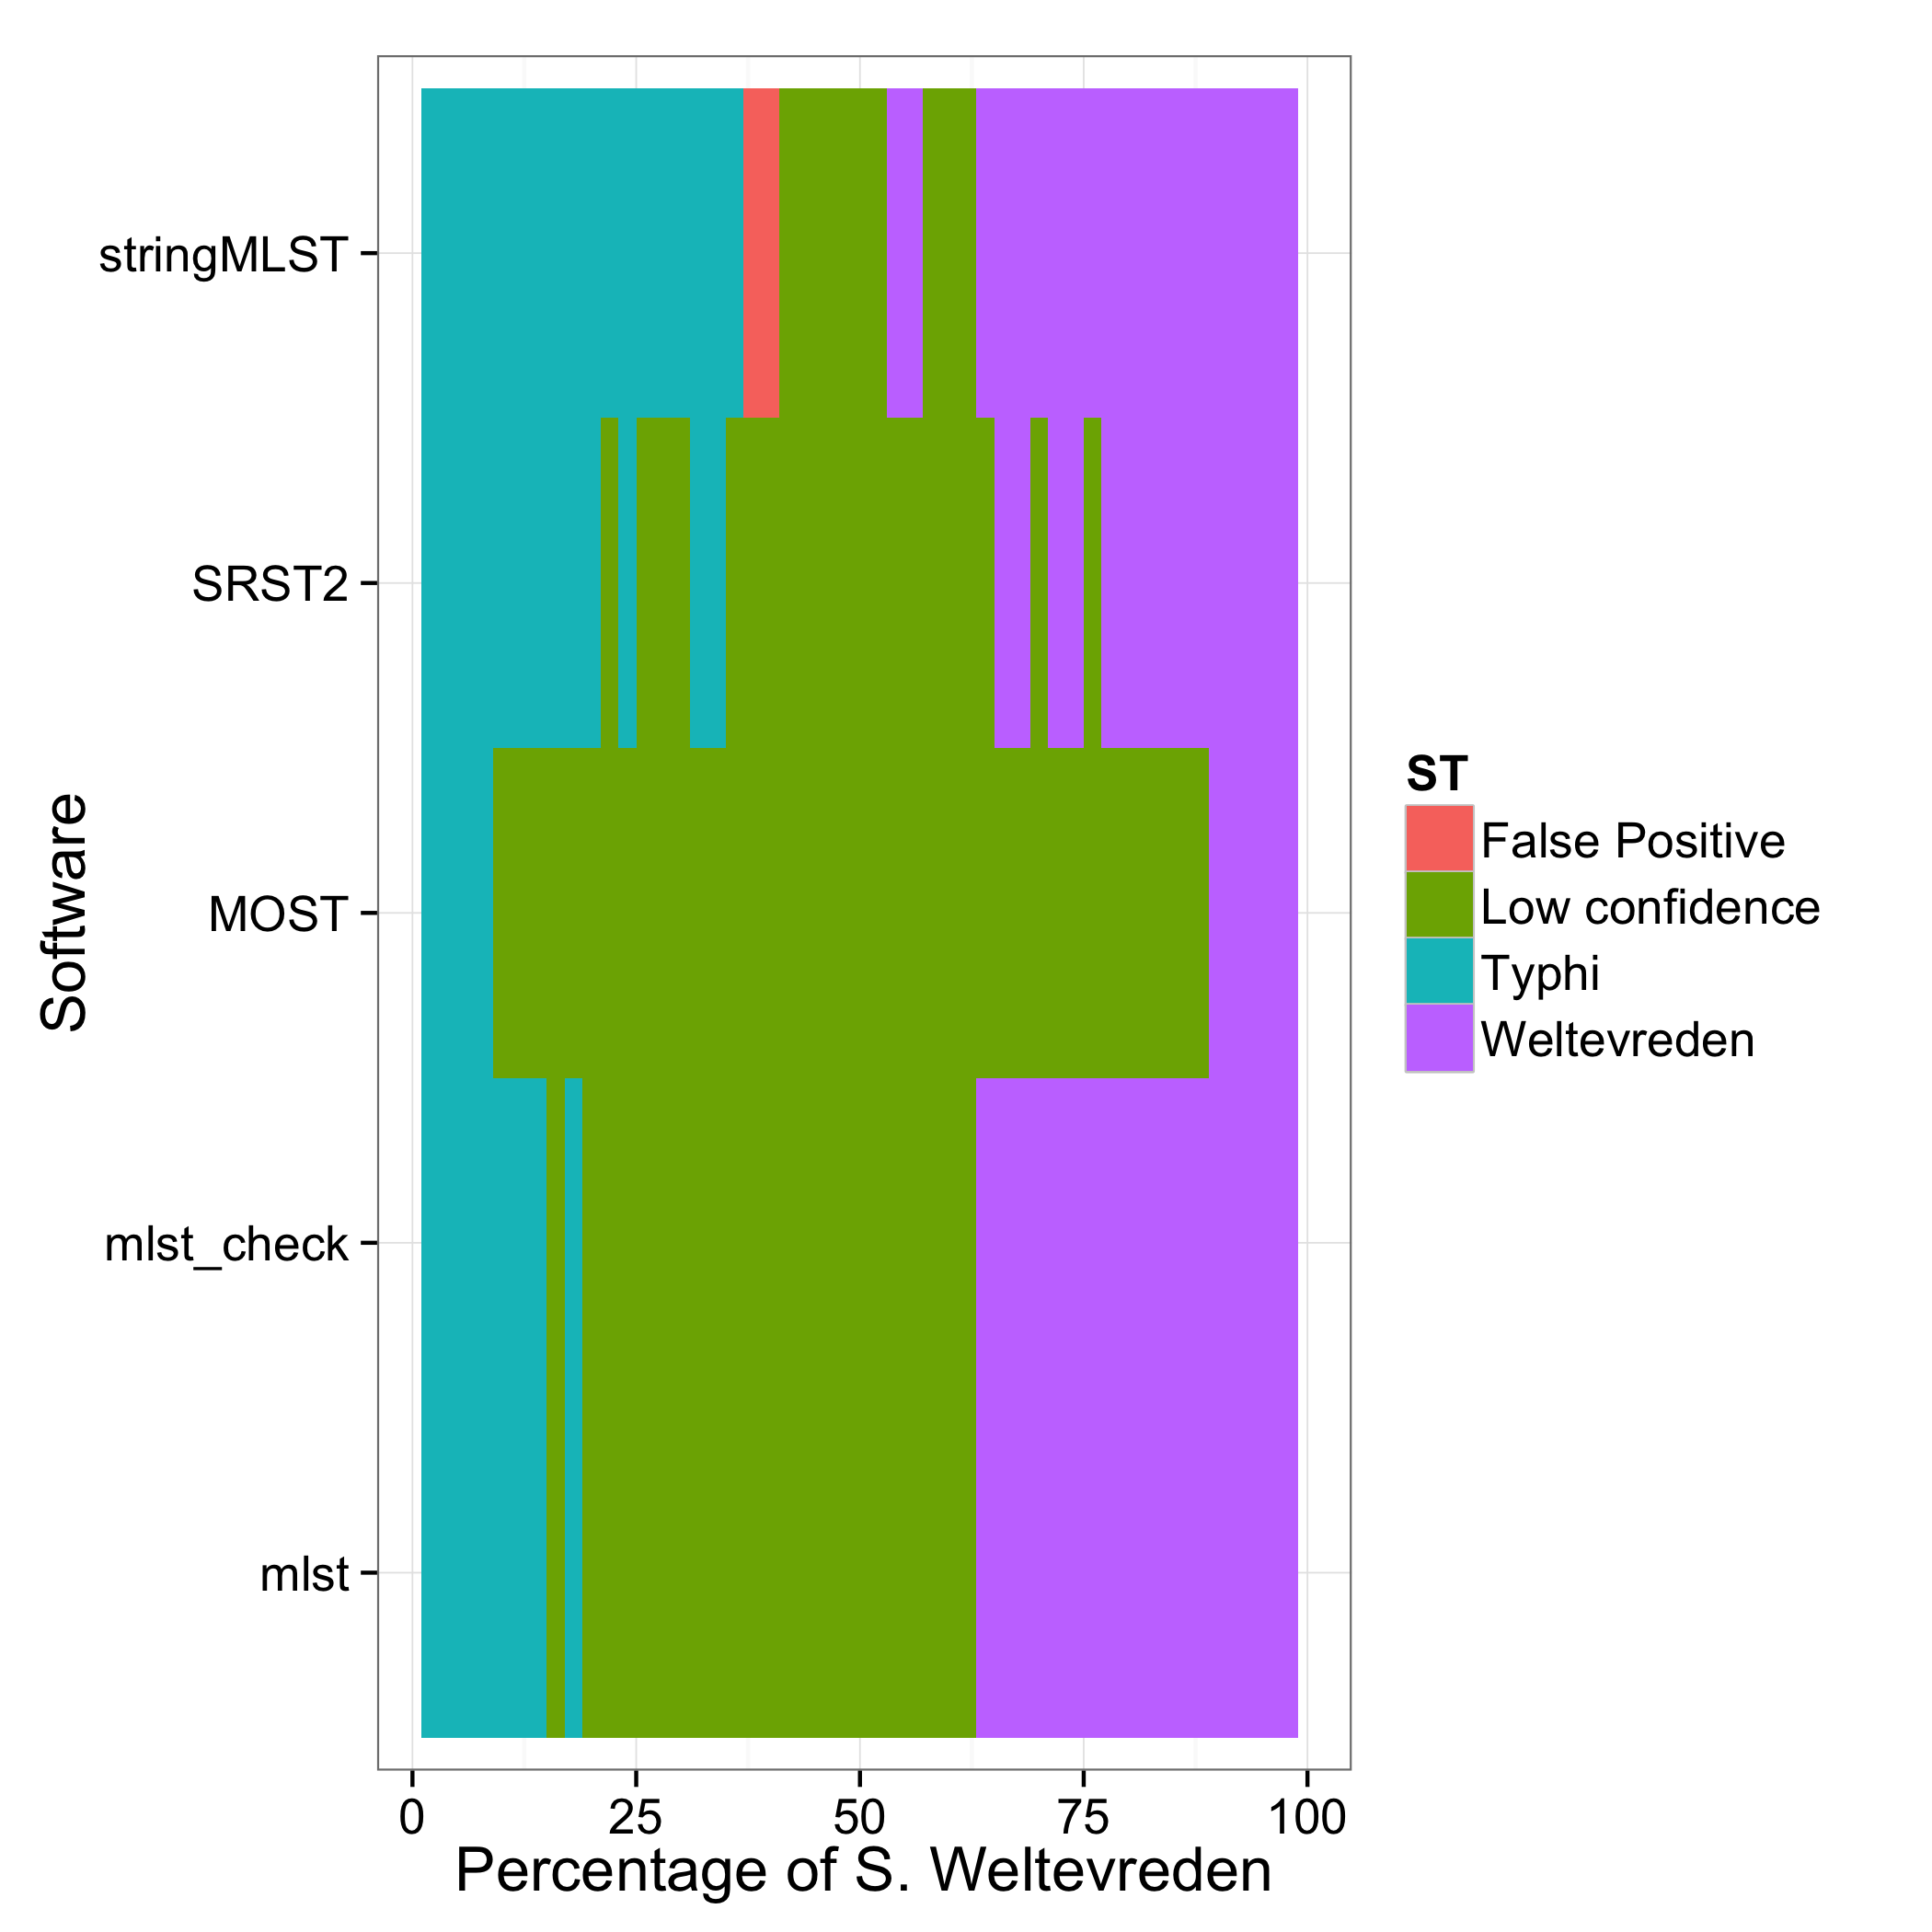 stringMLST
SRST2
MOST
mlst_check
mlst
Software
0 25 50 75 100
Percentage of S. Weltevreden
ST
False Positive
Low confidence
Typhi
Weltevreden